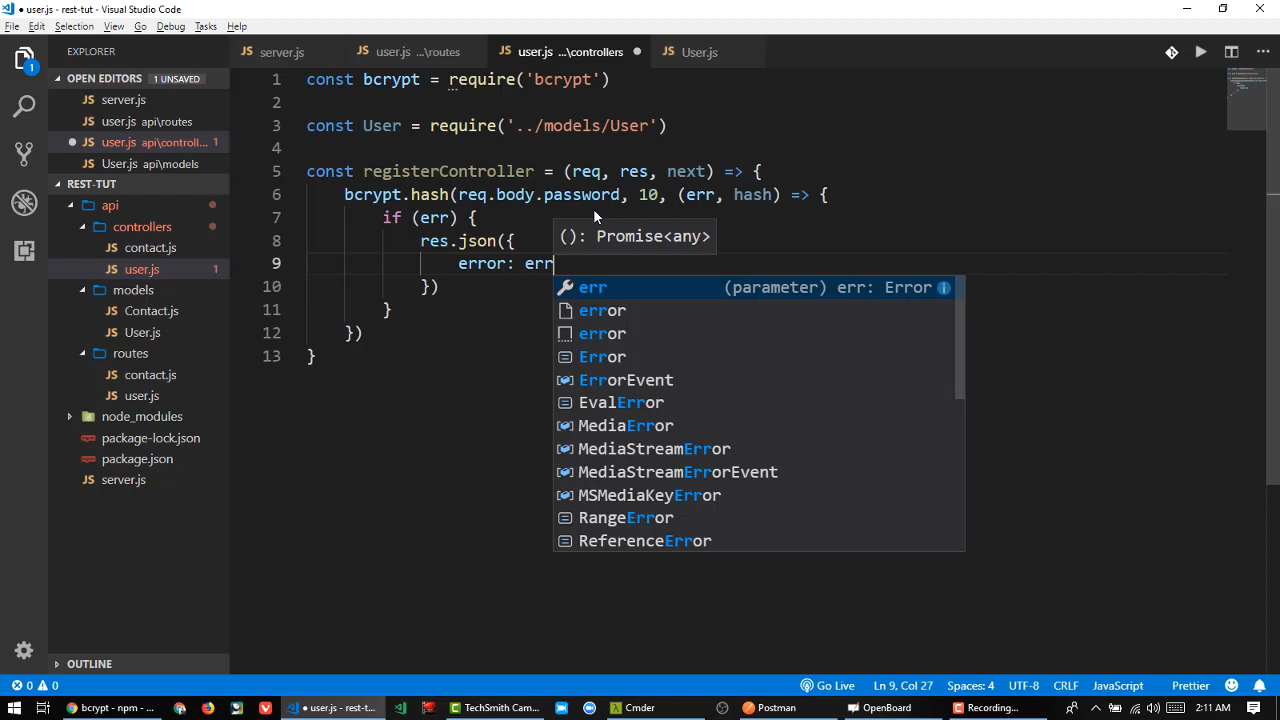 user.js - rest-tut - Visual Studio Code
File Edit Selection View Go Debug Tasks Help
EXPLORER
OPEN EDITORS 1 UNSAVED
server.js
user.js api\routes
user.js api\controll... 1
User.js api\models
REST-TUT
api
controllers
contact.js
user.js 1
models
Contact.js
User.js
routes
contact.js
user.js
node_modules
package-lock.json
package.json
server.js
OUTLINE
1
server.js user.js ...\routes user.js ...\controllers User.js
1 const bcrypt = require('bcrypt')
2
3 const User = require('../models/User')
4
5 const registerController = (req, res, next) => {
6 bcrypt.hash(req.body.password, 10, (err, hash) => {
7 if (err) {
8 res.json({
9 error: err
10 })
11 }
12 })
13 }
(): Promise<any>
err (parameter) err: Error
error
error
Error
ErrorEvent
EvalError
MediaError
MediaStreamError
MediaStreamErrorEvent
MSMediaKeyError
RangeError
ReferenceError
0 0 Go Live Ln 9, Col 27 Spaces: 4 UTF-8 CRLF JavaScript Prettier
bcrypt - npm - ... user.js - rest-t... TechSmith Cam... Cmder Postman OpenBoard Recording... 2:11 AM